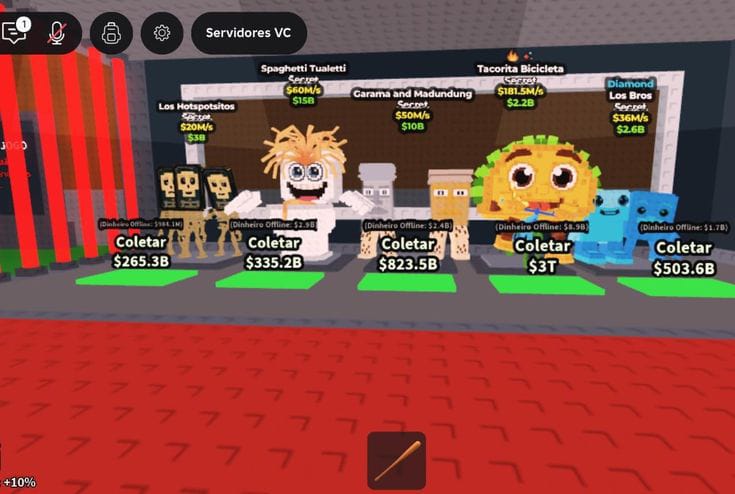 1
Servidores VC
Los Hotspotsitos
Secret
$20M/s
$3B
Spaghetti Tualetti
Secret
$60M/s
$15B
Garama and Madundung
Secret
$50M/s
$10B
Tacorita Bicicleta
Secret
$181.5M/s
$2.2B
Diamond
Los Bros
Secret
$36M/s
$2.6B
JOGO
(Dinheiro Offline: $984.1M)
Coletar
$265.3B
(Dinheiro Offline: $2.9B)
Coletar
$335.2B
(Dinheiro Offline: $2.4B)
Coletar
$823.5B
(Dinheiro Offline: $8.9B)
Coletar
$3T
(Dinheiro Offline: $1.7B)
Coletar
$503.6B
+10%